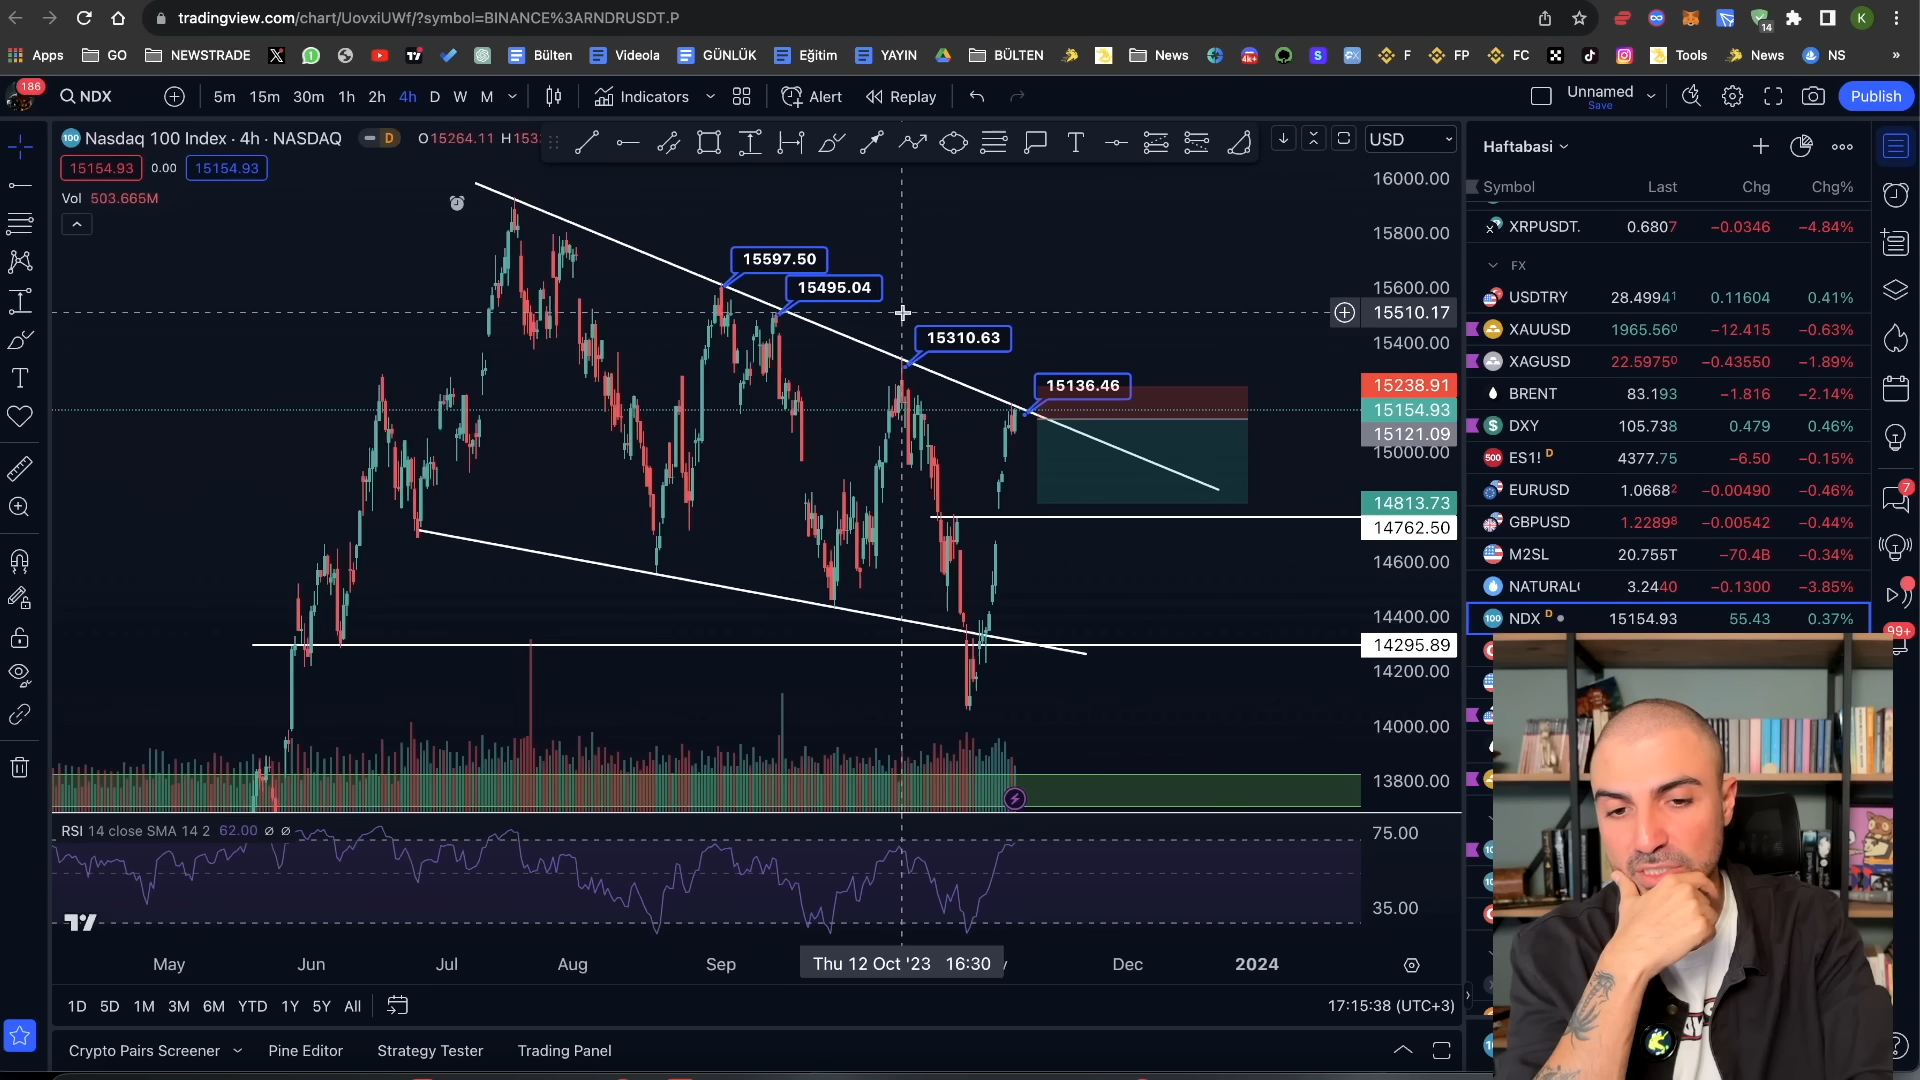 tradingview.com/chart/UovxiUWf/?symbol=BINANCE%3ARNDRUSDT.P
14
K
Apps GO NEWSTRADE Bülten Videola GÜNLÜK Eğitim YAYIN BÜLTEN News 4k+ F FP FC Tools News NS »
186
NDX 5m 15m 30m 1h 2h 4h D W M Indicators Alert Replay Unnamed Save Publish
Nasdaq 100 Index · 4h · NASDAQ D O15264.11 H153 USD
15154.93 0.00 15154.93
Vol 503.665M
16000.00
15800.00
15600.00
15510.17
15400.00
15238.91
15154.93
15121.09
15000.00
14813.73
14762.50
14600.00
14400.00
14295.89
14200.00
14000.00
13800.00
15597.50
15495.04
15310.63
15136.46
RSI 14 close SMA 14 2 62.00 ∅ ∅
75.00
35.00
May Jun Jul Aug Sep Thu 12 Oct '23 16:30 Dec 2024
1D 5D 1M 3M 6M YTD 1Y 5Y All 17:15:38 (UTC+3)
Crypto Pairs Screener Pine Editor Strategy Tester Trading Panel
Haftabasi
Symbol Last Chg Chg%
XRPUSDT. 0.6807 −0.0346 −4.84%
FX
USDTRY 28.49941 0.11604 0.41%
XAUUSD 1965.560 −12.415 −0.63%
XAGUSD 22.59750 −0.43550 −1.89%
BRENT 83.193 −1.816 −2.14%
DXY 105.738 0.479 0.46%
500 ES1! D 4377.75 −6.50 −0.15%
EURUSD 1.06682 −0.00490 −0.46%
GBPUSD 1.22898 −0.00542 −0.44%
M2SL 20.755T −70.4B −0.34%
NATURAL 3.2440 −0.1300 −3.85%
100 NDX D 15154.93 55.43 0.37%
7
99+